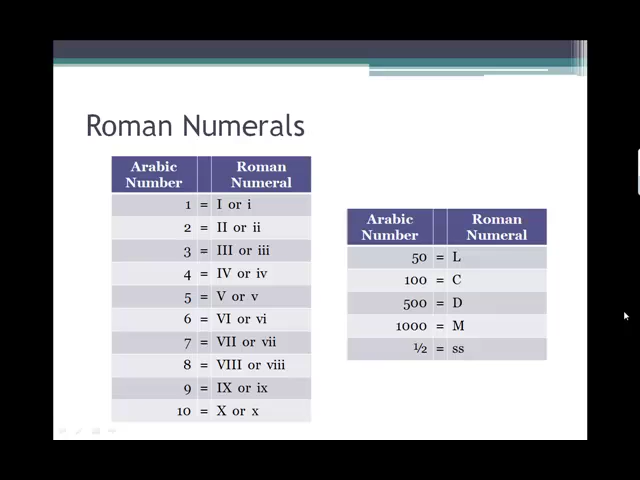 Roman Numerals
Arabic Number Roman Numeral
1 = I or i
2 = II or ii
3 = III or iii
4 = IV or iv
5 = V or v
6 = VI or vi
7 = VII or vii
8 = VIII or viii
9 = IX or ix
10 = X or x
Arabic Number Roman Numeral
50 = L
100 = C
500 = D
1000 = M
½ = ss